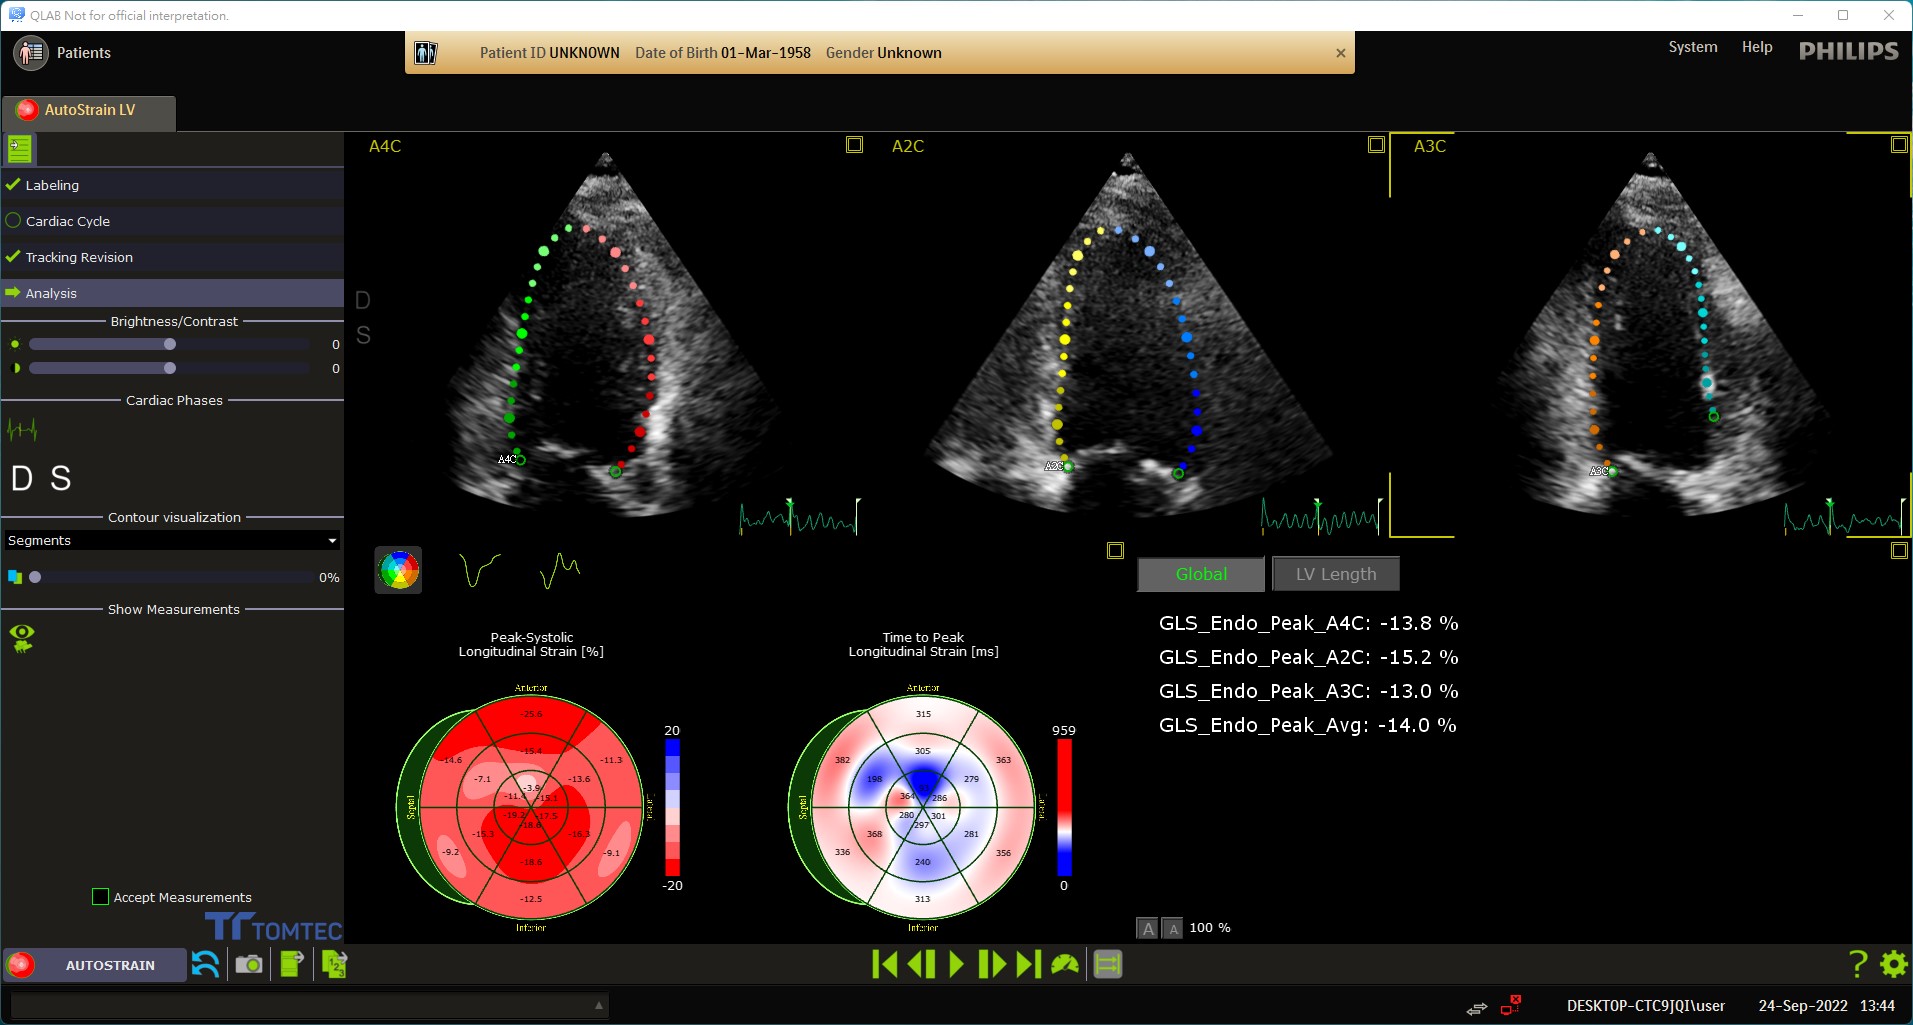 QLAB Not for official interpretation.
Patients
Patient ID UNKNOWN Date of Birth 01-Mar-1958 Gender Unknown
System Help PHILIPS
AutoStrain LV
Labeling
Cardiac Cycle
Tracking Revision
Analysis
Brightness/Contrast
0
0
Cardiac Phases
D S
Contour visualization
Segments
0%
Show Measurements
Accept Measurements
TOMTEC
A4C
A2C
A3C
D
S
A4C
A2C
A3C
Peak-Systolic
Longitudinal Strain [%]
Anterior
-25.6
-15.4
-14.6
-11.3
-7.1
-13.6
-3.9
-11.4
-15.1
Septal
Lateral
-19.2
-17.5
-18.6
-15.3
-16.3
-9.2
-9.1
-18.6
-12.5
Inferior
20
-20
Time to Peak
Longitudinal Strain [ms]
Anterior
315
305
382
363
198
279
364
286
Septal
Lateral
280
301
297
368
281
336
356
240
313
Inferior
959
0
Global LV Length
GLS_Endo_Peak_A4C: -13.8 %
GLS_Endo_Peak_A2C: -15.2 %
GLS_Endo_Peak_A3C: -13.0 %
GLS_Endo_Peak_Avg: -14.0 %
A A 100 %
AUTOSTRAIN
123
?
DESKTOP-CTC9JQI\user 24-Sep-2022 13:44